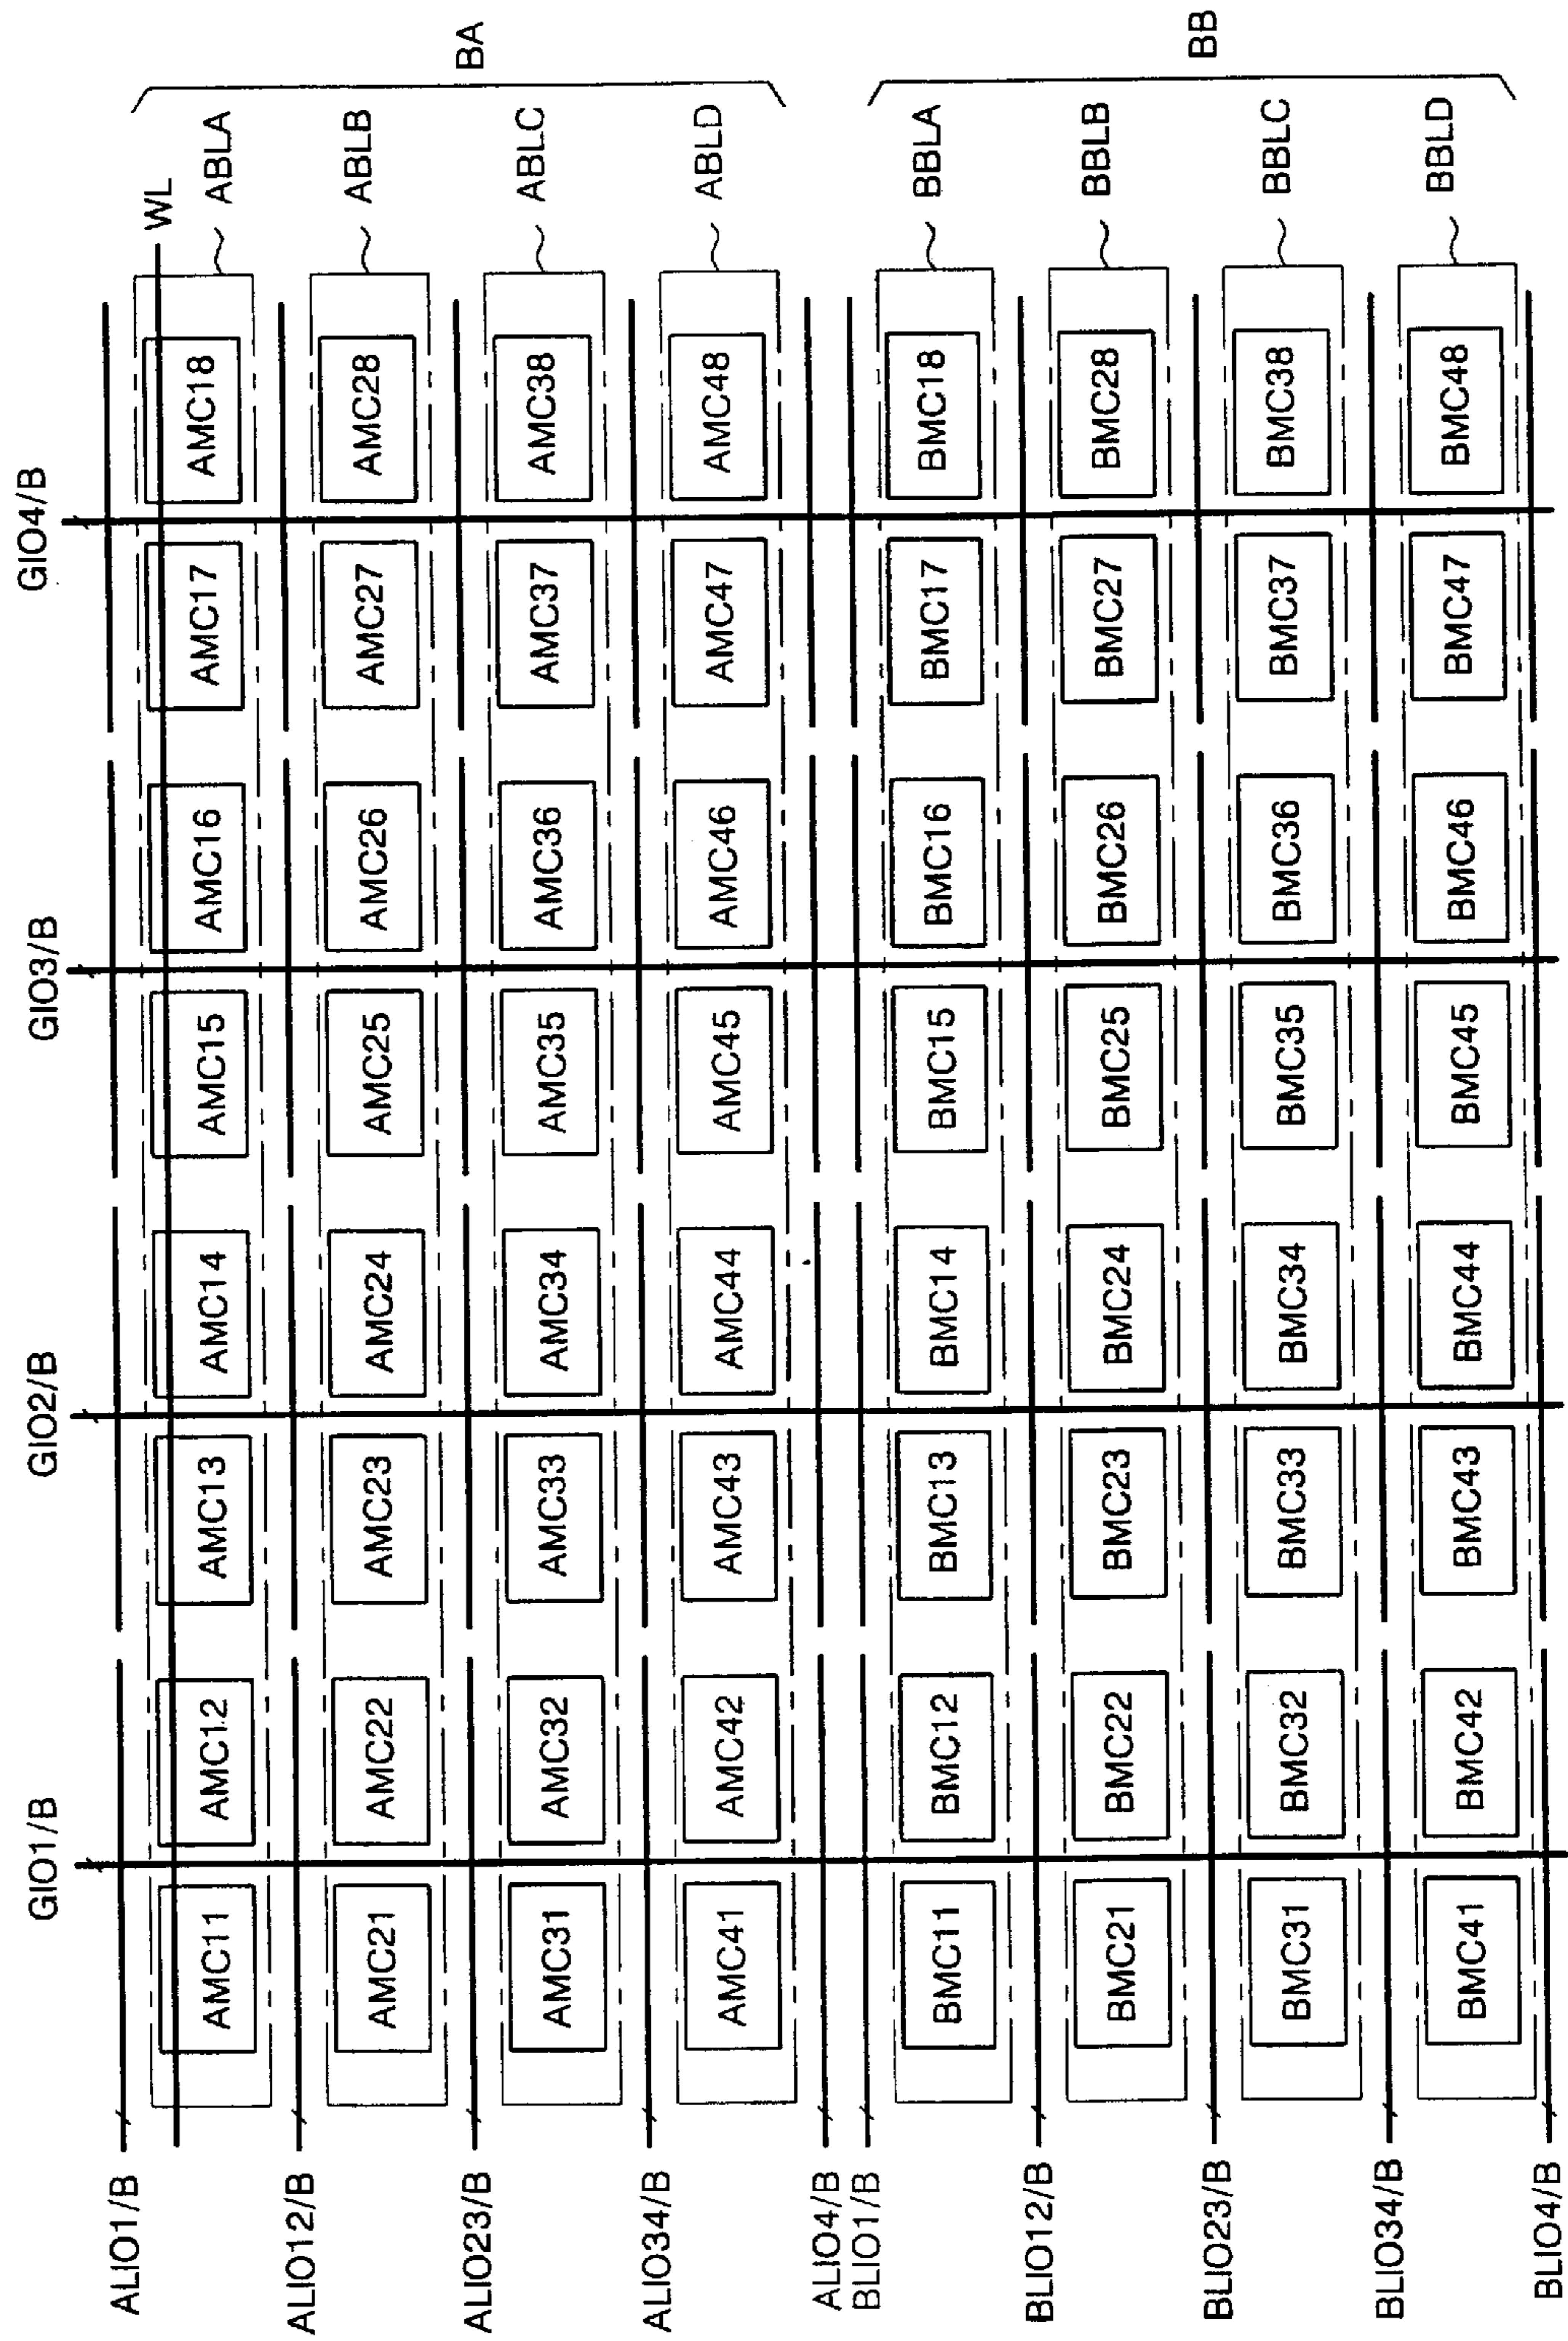 GIO1/B GIO2/B GIO3/B GIO4/B
ALIO1/B
WL
AMC11 AMC12 AMC13 AMC14 AMC15 AMC16 AMC17 AMC18 ABLA
ALIO12/B
AMC21 AMC22 AMC23 AMC24 AMC25 AMC26 AMC27 AMC28 ABLB
BA
ALIO23/B
AMC31 AMC32 AMC33 AMC34 AMC35 AMC36 AMC37 AMC38 ABLC
ALIO34/B
AMC41 AMC42 AMC43 AMC44 AMC45 AMC46 AMC47 AMC48 ABLD
ALIO4/B
BLIO1/B
BMC11 BMC12 BMC13 BMC14 BMC15 BMC16 BMC17 BMC18 BBLA
BLIO12/B
BMC21 BMC22 BMC23 BMC24 BMC25 BMC26 BMC27 BMC28 BBLB
BB
BLIO23/B
BMC31 BMC32 BMC33 BMC34 BMC35 BMC36 BMC37 BMC38 BBLC
BLIO34/B
BMC41 BMC42 BMC43 BMC44 BMC45 BMC46 BMC47 BMC48 BBLD
BLIO4/B